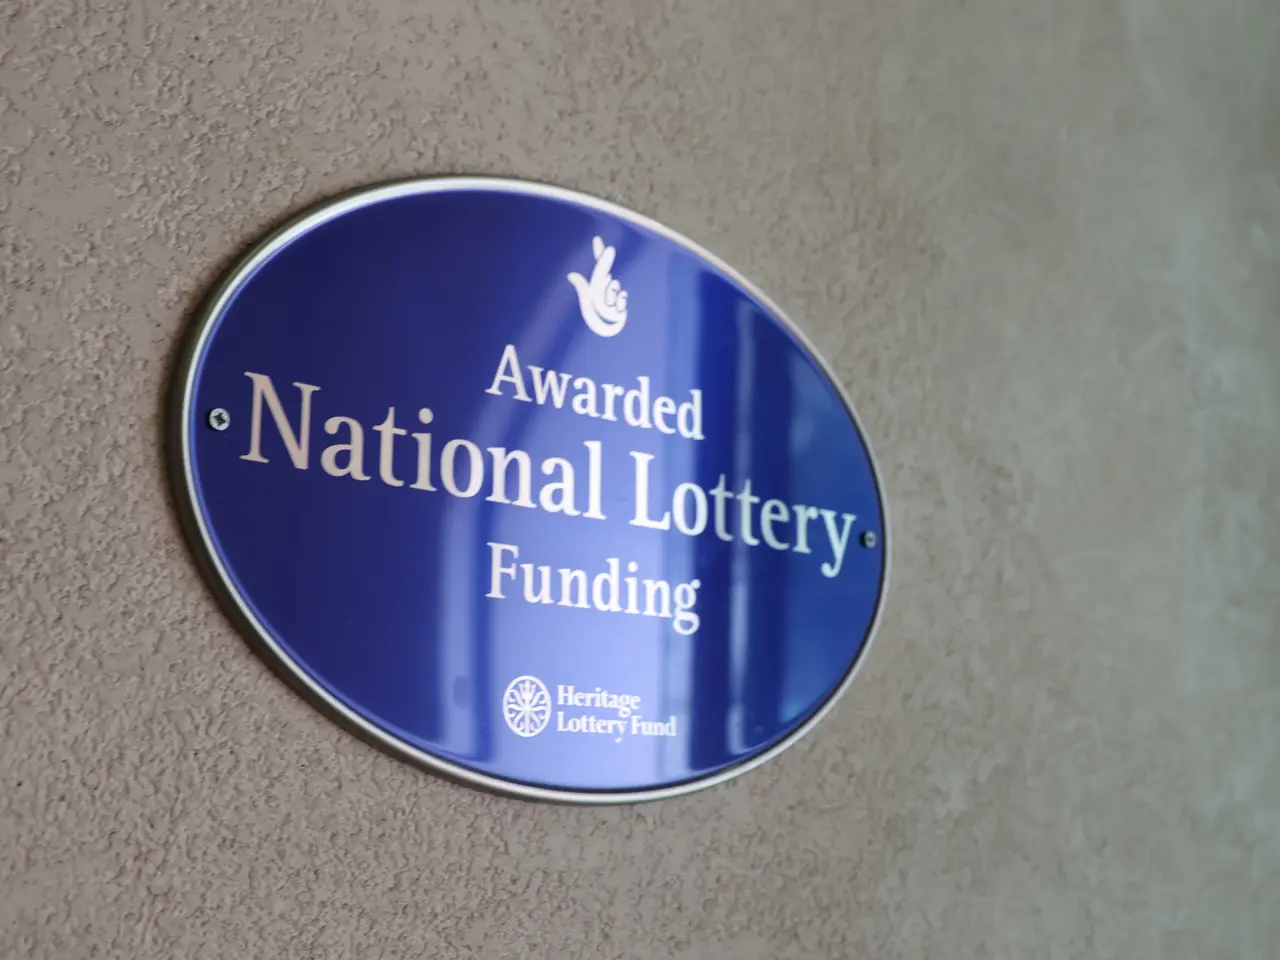 Awarded
National Lottery
Funding
Heritage
Lottery Fund